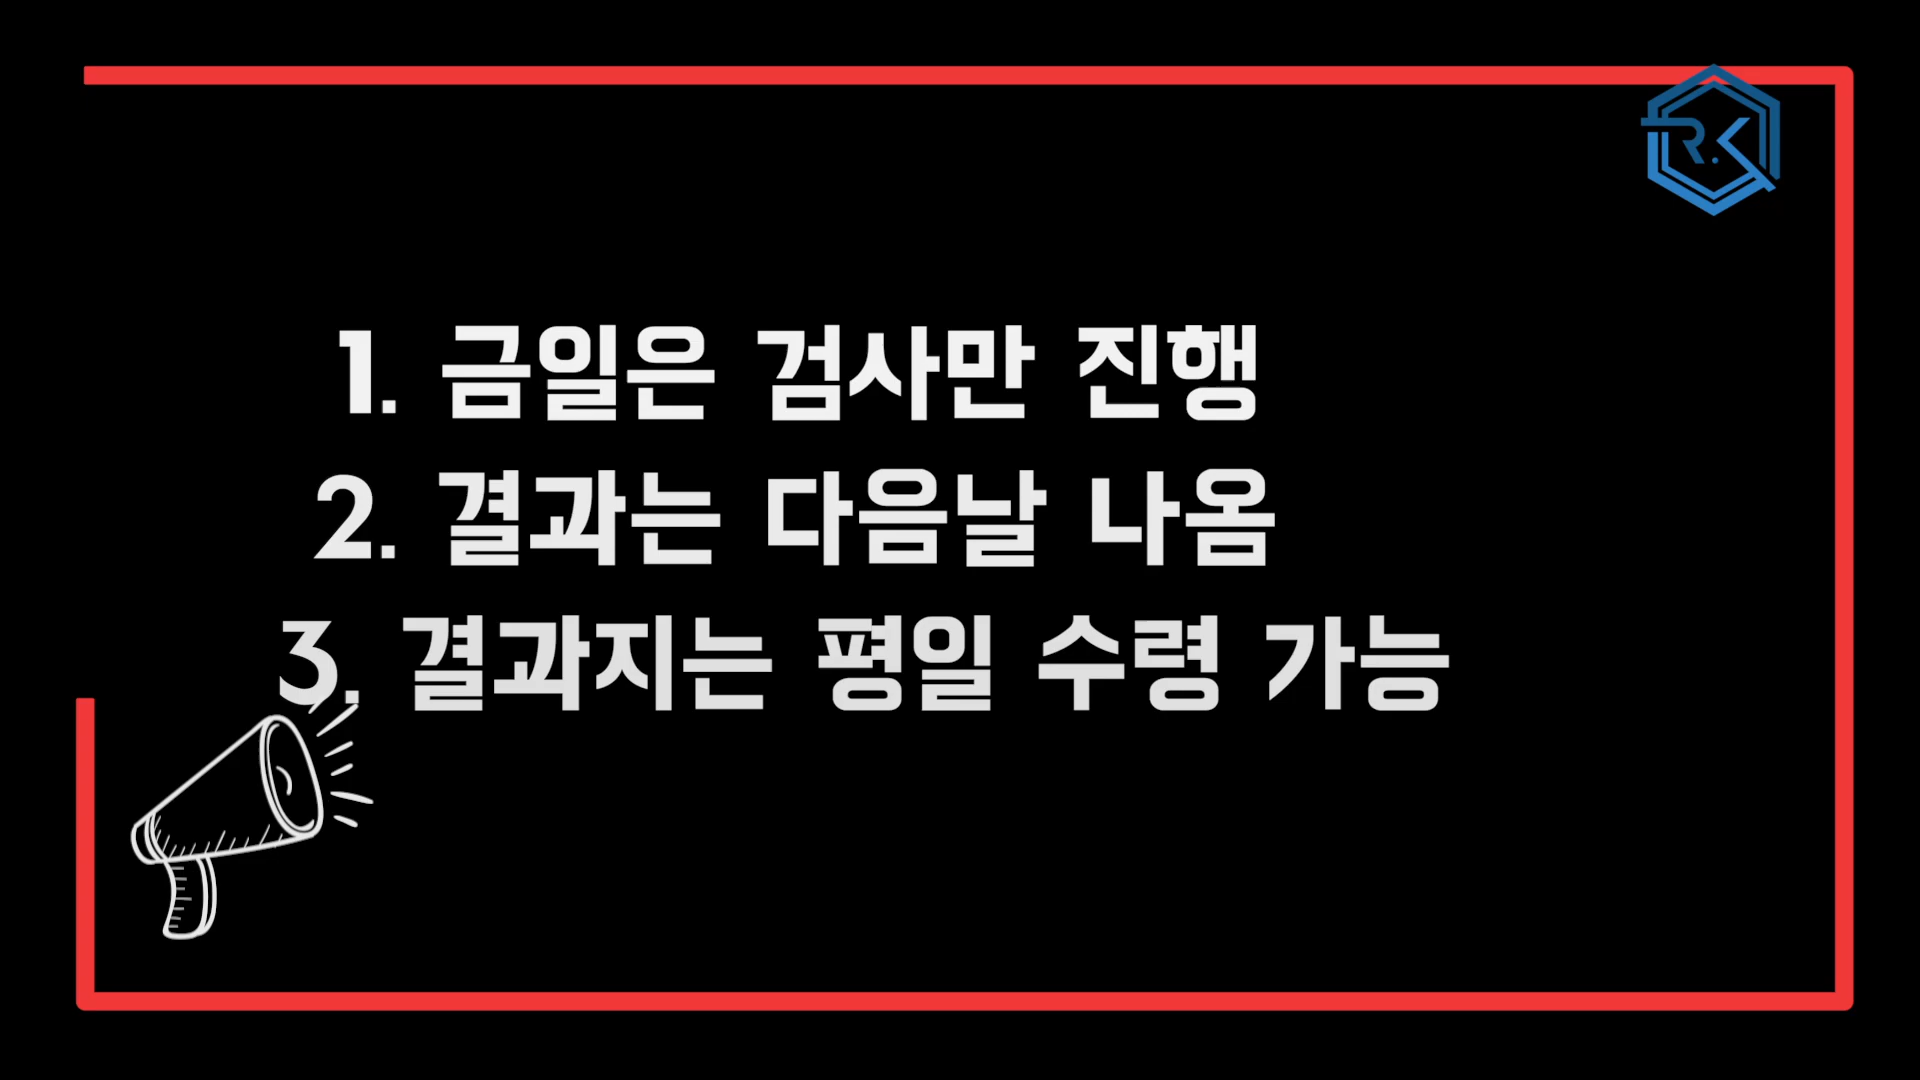 R.K
1. 금일은 검사만 진행
2. 결과는 다음날 나옴
3. 결과지는 평일 수령 가능